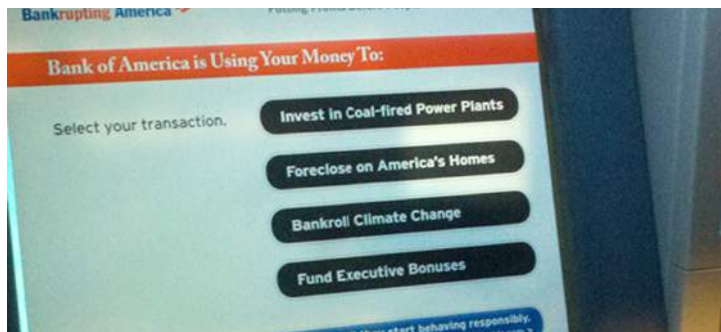 Bankrupting America
Bank of America is Using Your Money To:
Select your transaction.
Invest in Coal-fired Power Plants
Foreclose on America's Homes
Bankroll Climate Change
Fund Executive Bonuses
they start behaving responsibly.